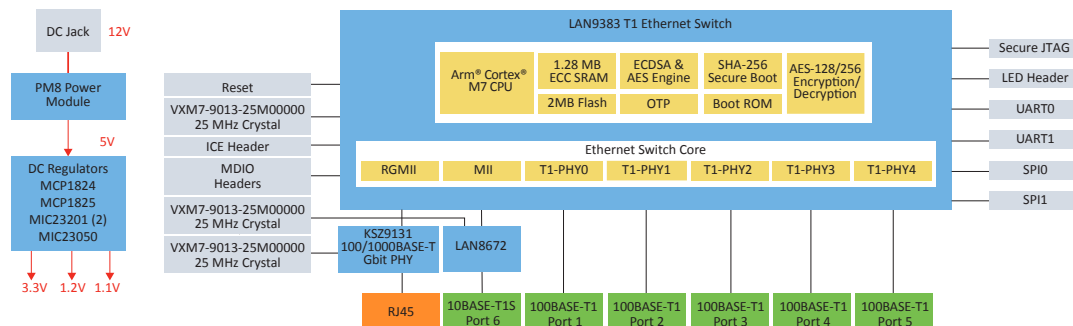 DC Jack
12V
PM8 Power
Module
5V
DC Regulators
MCP1824
MCP1825
MIC23201 (2)
MIC23050
3.3V
1.2V
1.1V
Reset
VXM7-9013-25M00000
25 MHz Crystal
ICE Header
MDIO
Headers
VXM7-9013-25M00000
25 MHz Crystal
VXM7-9013-25M00000
25 MHz Crystal
LAN9383 T1 Ethernet Switch
Arm® Cortex®
M7 CPU
1.28 MB
ECC SRAM
2MB Flash
ECDSA &
AES Engine
OTP
SHA-256
Secure Boot
Boot ROM
AES-128/256
Encryption/
Decryption
Ethernet Switch Core
RGMII
MII
T1-PHY0
T1-PHY1
T1-PHY2
T1-PHY3
T1-PHY4
Secure JTAG
LED Header
UART0
UART1
SPI0
SPI1
KSZ9131
100/1000BASE-T
Gbit PHY
LAN8672
RJ45
10BASE-T1S
Port 6
100BASE-T1
Port 1
100BASE-T1
Port 2
100BASE-T1
Port 3
100BASE-T1
Port 4
100BASE-T1
Port 5